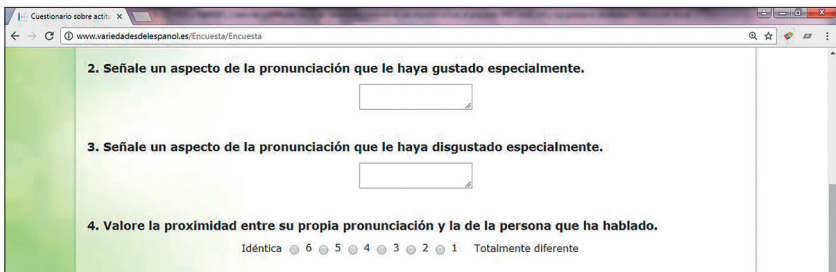 Cuestionario sobre actitu
www.variedadesdelespanol.es/Encuesta/Encuesta
2. Señale un aspecto de la pronunciación que le haya gustado especialmente.
3. Señale un aspecto de la pronunciación que le haya disgustado especialmente.
4. Valore la proximidad entre su propia pronunciación y la de la persona que ha hablado.
Idéntica 6 5 4 3 2 1 Totalmente diferente